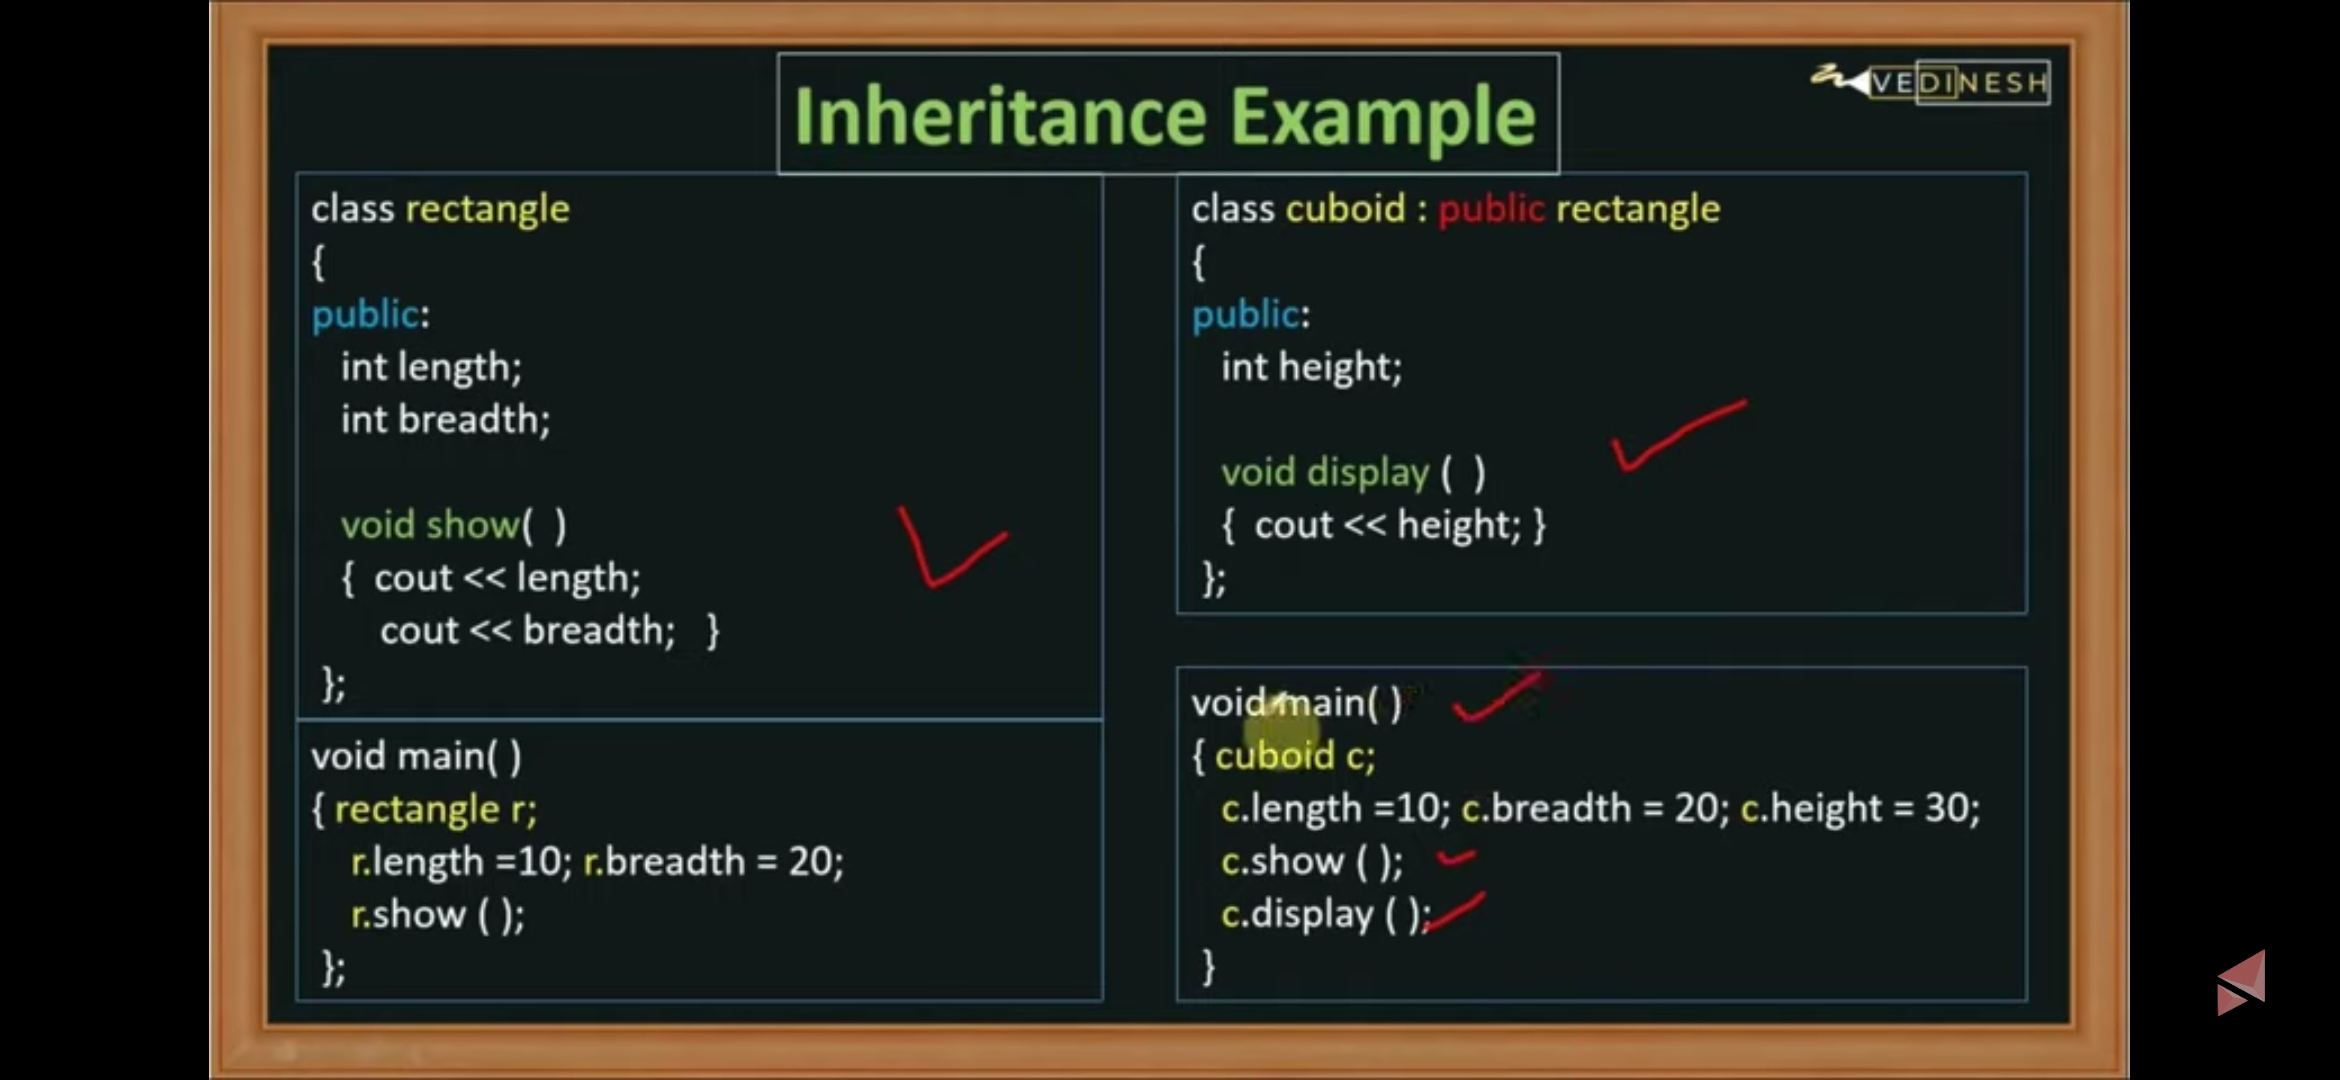 Inheritance Example
VEDINESH
class rectangle
{
public:
int length;
int breadth;
void show( )
{ cout << length;
cout << breadth; }
};
void main( )
{ rectangle r;
r.length =10; r.breadth = 20;
r.show ( );
};
class cuboid : public rectangle
{
public:
int height;
void display ( )
{ cout << height; }
};
void main( )
{ cuboid c;
c.length =10; c.breadth = 20; c.height = 30;
c.show ( );
c.display ( );
}